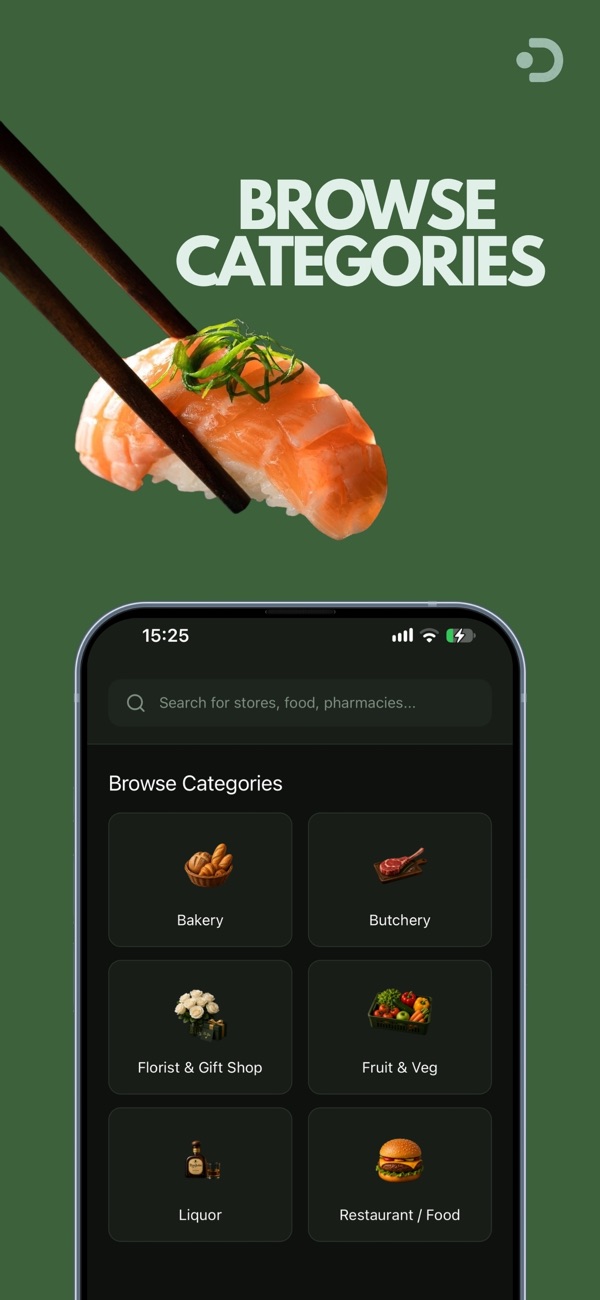 BROWSE
CATEGORIES
15:25
Search for stores, food, pharmacies...
Browse Categories
Bakery
Butchery
Florist & Gift Shop
Fruit & Veg
Liquor
Restaurant / Food